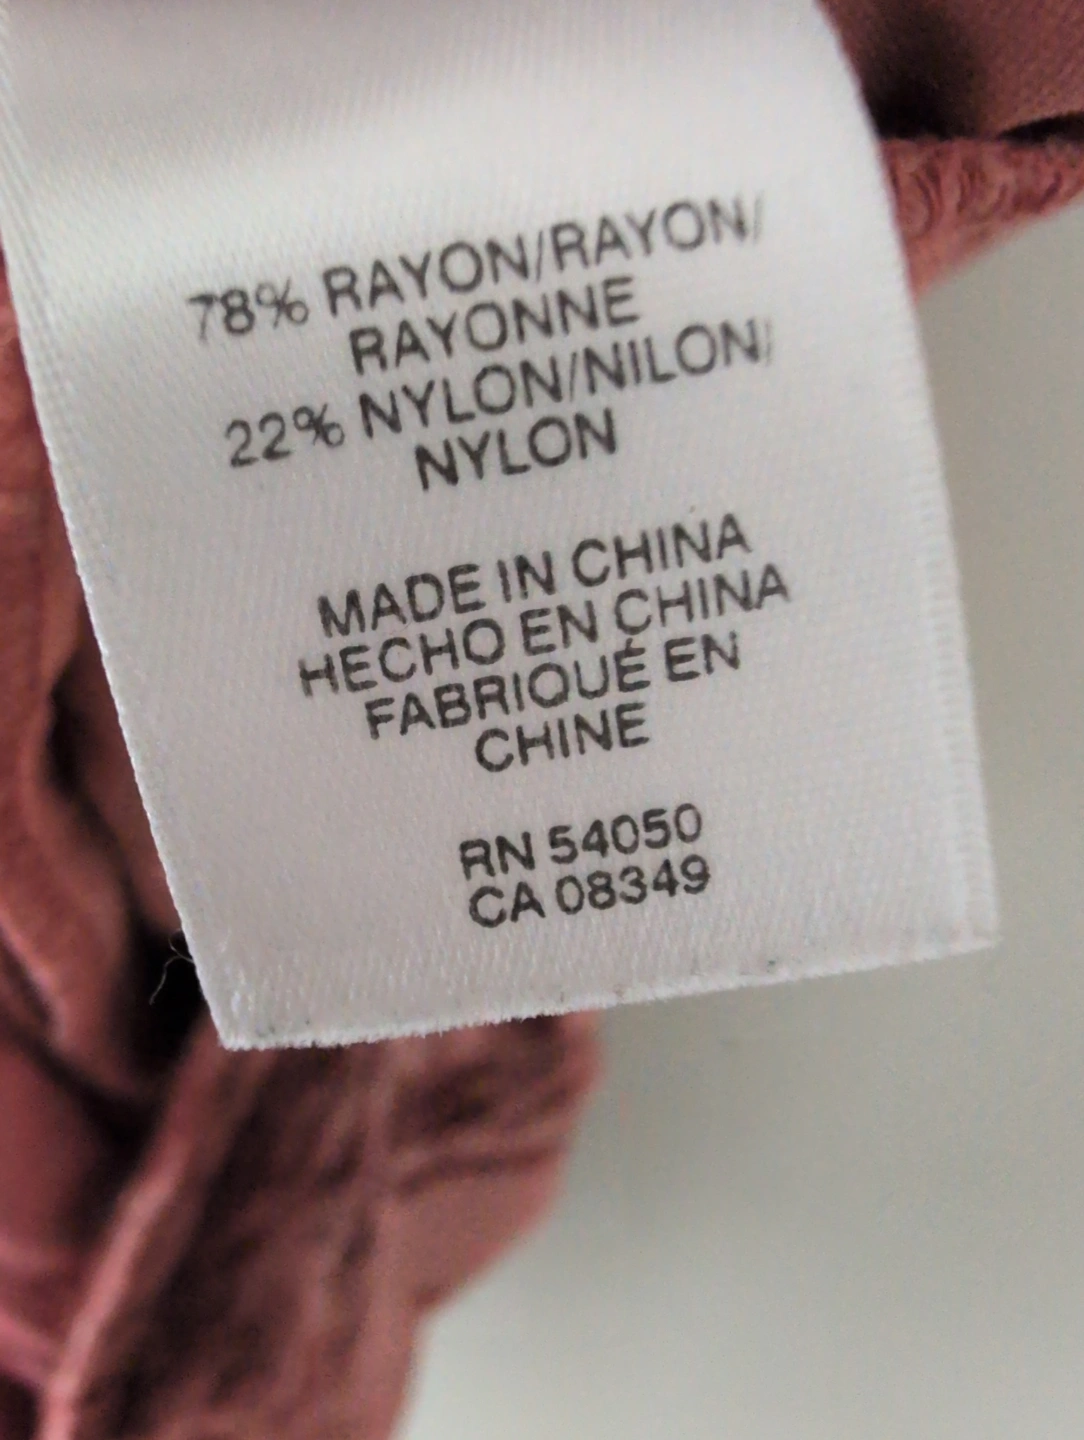 78% RAYON/RAYON/
RAYONNE
22% NYLON/NILON/
NYLON
MADE IN CHINA
HECHO EN CHINA
FABRIQUÉ EN
CHINE
RN 54050
CA 08349